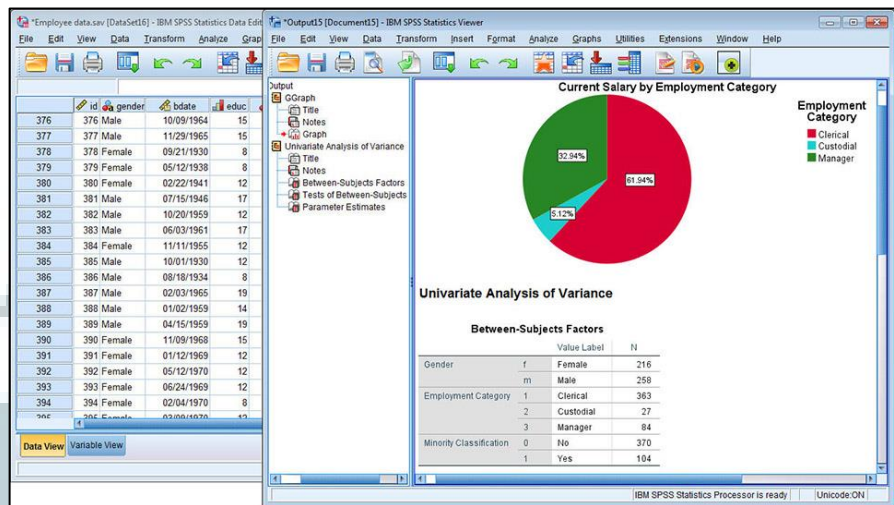 *Employee data.sav [DataSet16] - IBM SPSS Statistics Data Edit
File Edit View Data Transform Analyze Grap
id gender bdate educ
376 376 Male 10/09/1964 15
377 377 Male 11/29/1965 15
378 378 Female 09/21/1930 8
379 379 Female 05/12/1938 8
380 380 Female 02/22/1941 12
381 381 Male 07/15/1946 17
382 382 Male 10/20/1959 12
383 383 Male 06/03/1961 17
384 384 Female 11/11/1955 12
385 385 Male 10/01/1930 12
386 386 Male 08/18/1934 8
387 387 Male 02/03/1965 19
388 388 Male 01/02/1959 14
389 389 Male 04/15/1959 19
390 390 Female 11/09/1968 15
391 391 Female 01/12/1969 12
392 392 Female 05/12/1970 12
393 393 Female 06/24/1969 12
394 394 Female 02/04/1970 8
395 395 Female 03/09/1970 12
Data View Variable View
*Output15 [Document15] - IBM SPSS Statistics Viewer
File Edit View Data Transform Insert Format Analyze Graphs Utilities Extensions Window Help
Output
GGraph
Title
Notes
Graph
Univariate Analysis of Variance
Title
Notes
Between-Subjects Factors
Tests of Between-Subjects
Parameter Estimates
Current Salary by Employment Category
Employment
Category
Clerical
Custodial
Manager
32.94%
61.94%
5.12%
Univariate Analysis of Variance
Between-Subjects Factors
Value Label N
Gender f Female 216
m Male 258
Employment Category 1 Clerical 363
2 Custodial 27
3 Manager 84
Minority Classification 0 No 370
1 Yes 104
IBM SPSS Statistics Processor is ready Unicode:ON